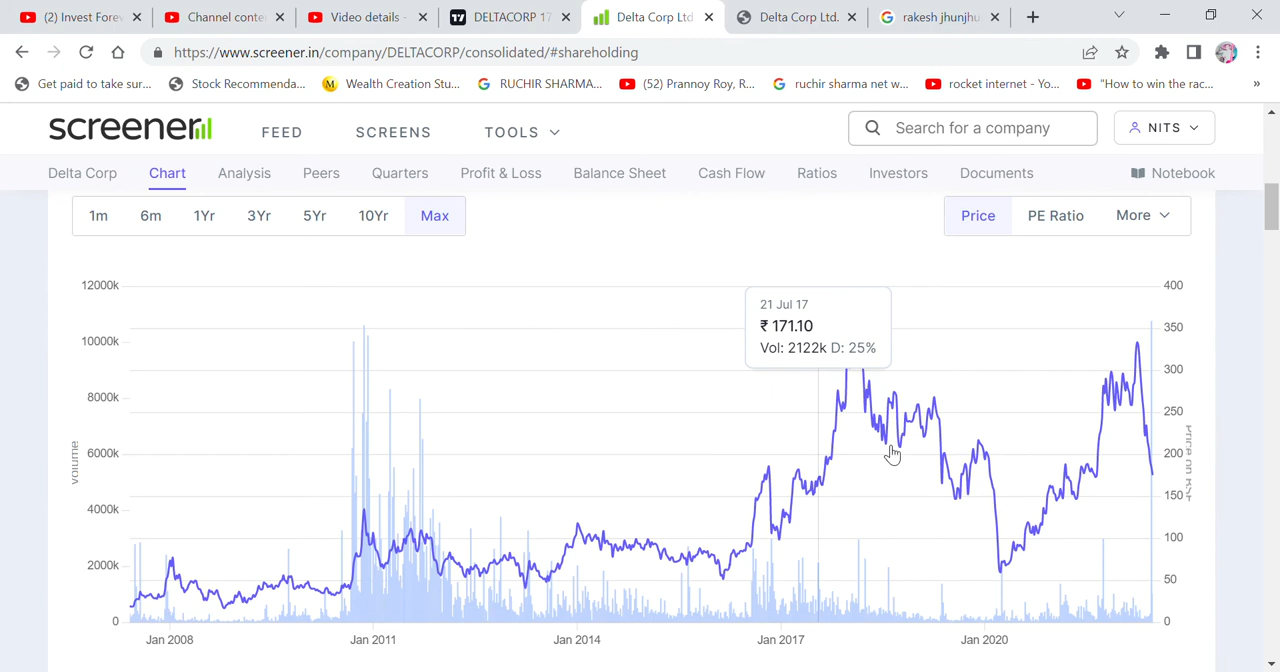 (2) Invest Forev
Channel conte
Video details -
DELTACORP 17
Delta Corp Ltd
Delta Corp Ltd.
rakesh jhunjhu
https://www.screener.in/company/DELTACORP/consolidated/#shareholding
Get paid to take sur...
Stock Recommenda...
Wealth Creation Stu...
RUCHIR SHARMA...
(52) Prannoy Roy, R...
ruchir sharma net w...
rocket internet - Yo...
"How to win the rac...
»
screener
FEED
SCREENS
TOOLS
Search for a company
NITS
Delta Corp
Chart
Analysis
Peers
Quarters
Profit & Loss
Balance Sheet
Cash Flow
Ratios
Investors
Documents
Notebook
1m
6m
1Yr
3Yr
5Yr
10Yr
Max
Price
PE Ratio
More
12000k
10000k
8000k
6000k
4000k
2000k
0
Volume
21 Jul 17
₹ 171.10
Vol: 2122k D: 25%
400
350
300
250
200
150
100
50
0
Price on BSE
Jan 2008
Jan 2011
Jan 2014
Jan 2017
Jan 2020